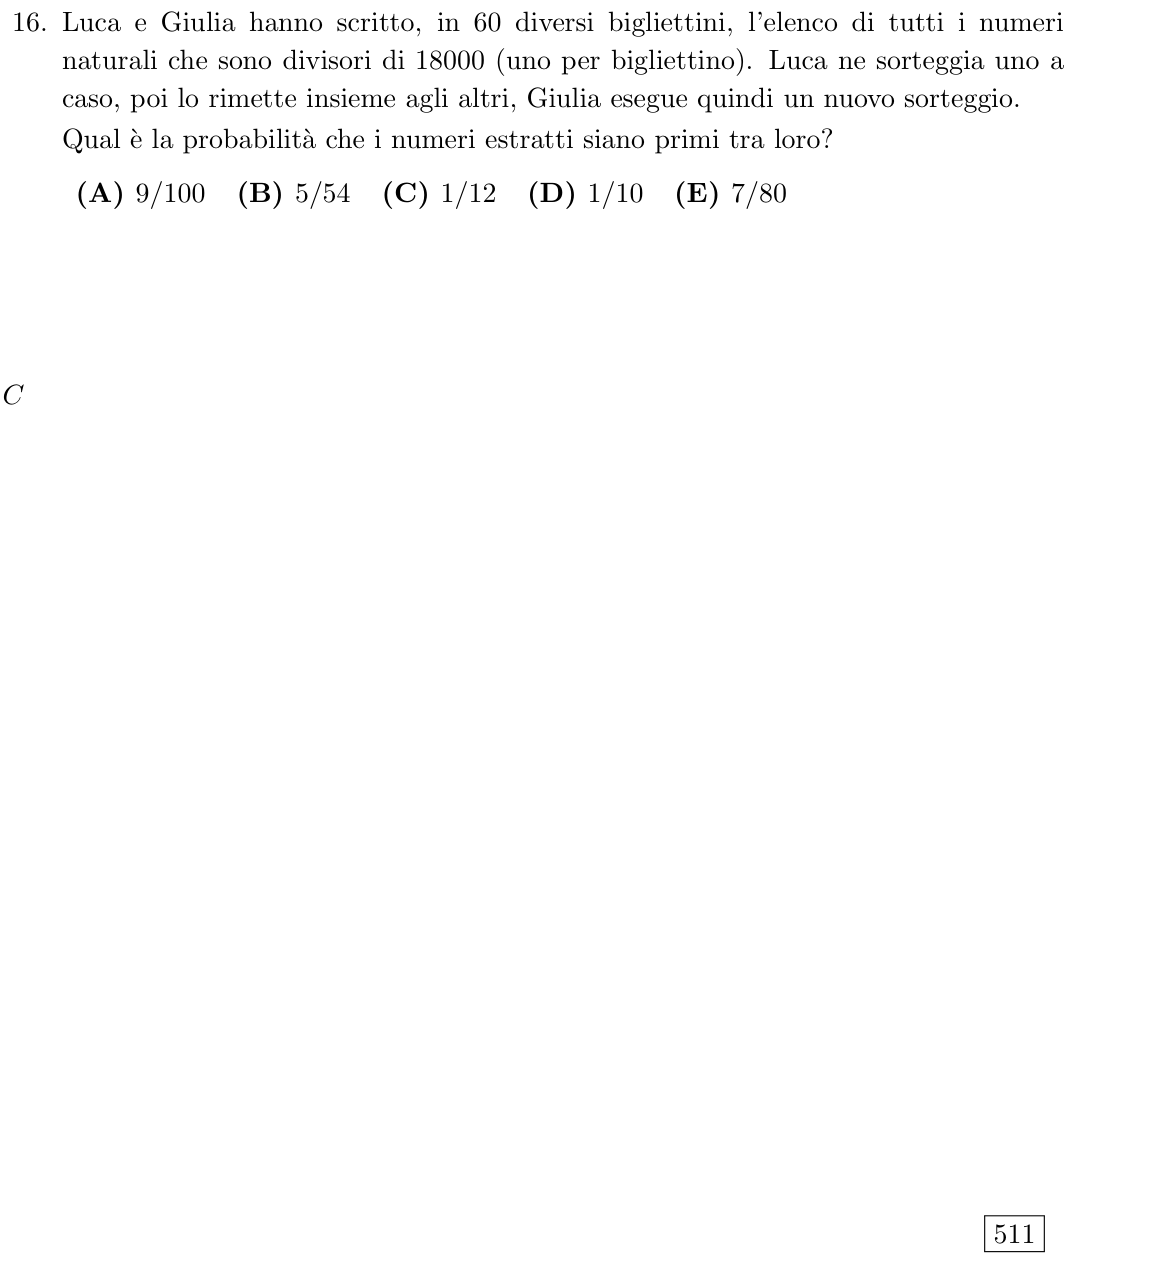 16. Luca e Giulia hanno scritto, in 60 diversi bigliettini, l'elenco di tutti i numeri
naturali che sono divisori di 18000 (uno per bigliettino). Luca ne sorteggia uno a
caso, poi lo rimette insieme agli altri, Giulia esegue quindi un nuovo sorteggio.
Qual è la probabilità che i numeri estratti siano primi tra loro?
(A) 9/100 (B) 5/54 (C) 1/12 (D) 1/10 (E) 7/80
C
511